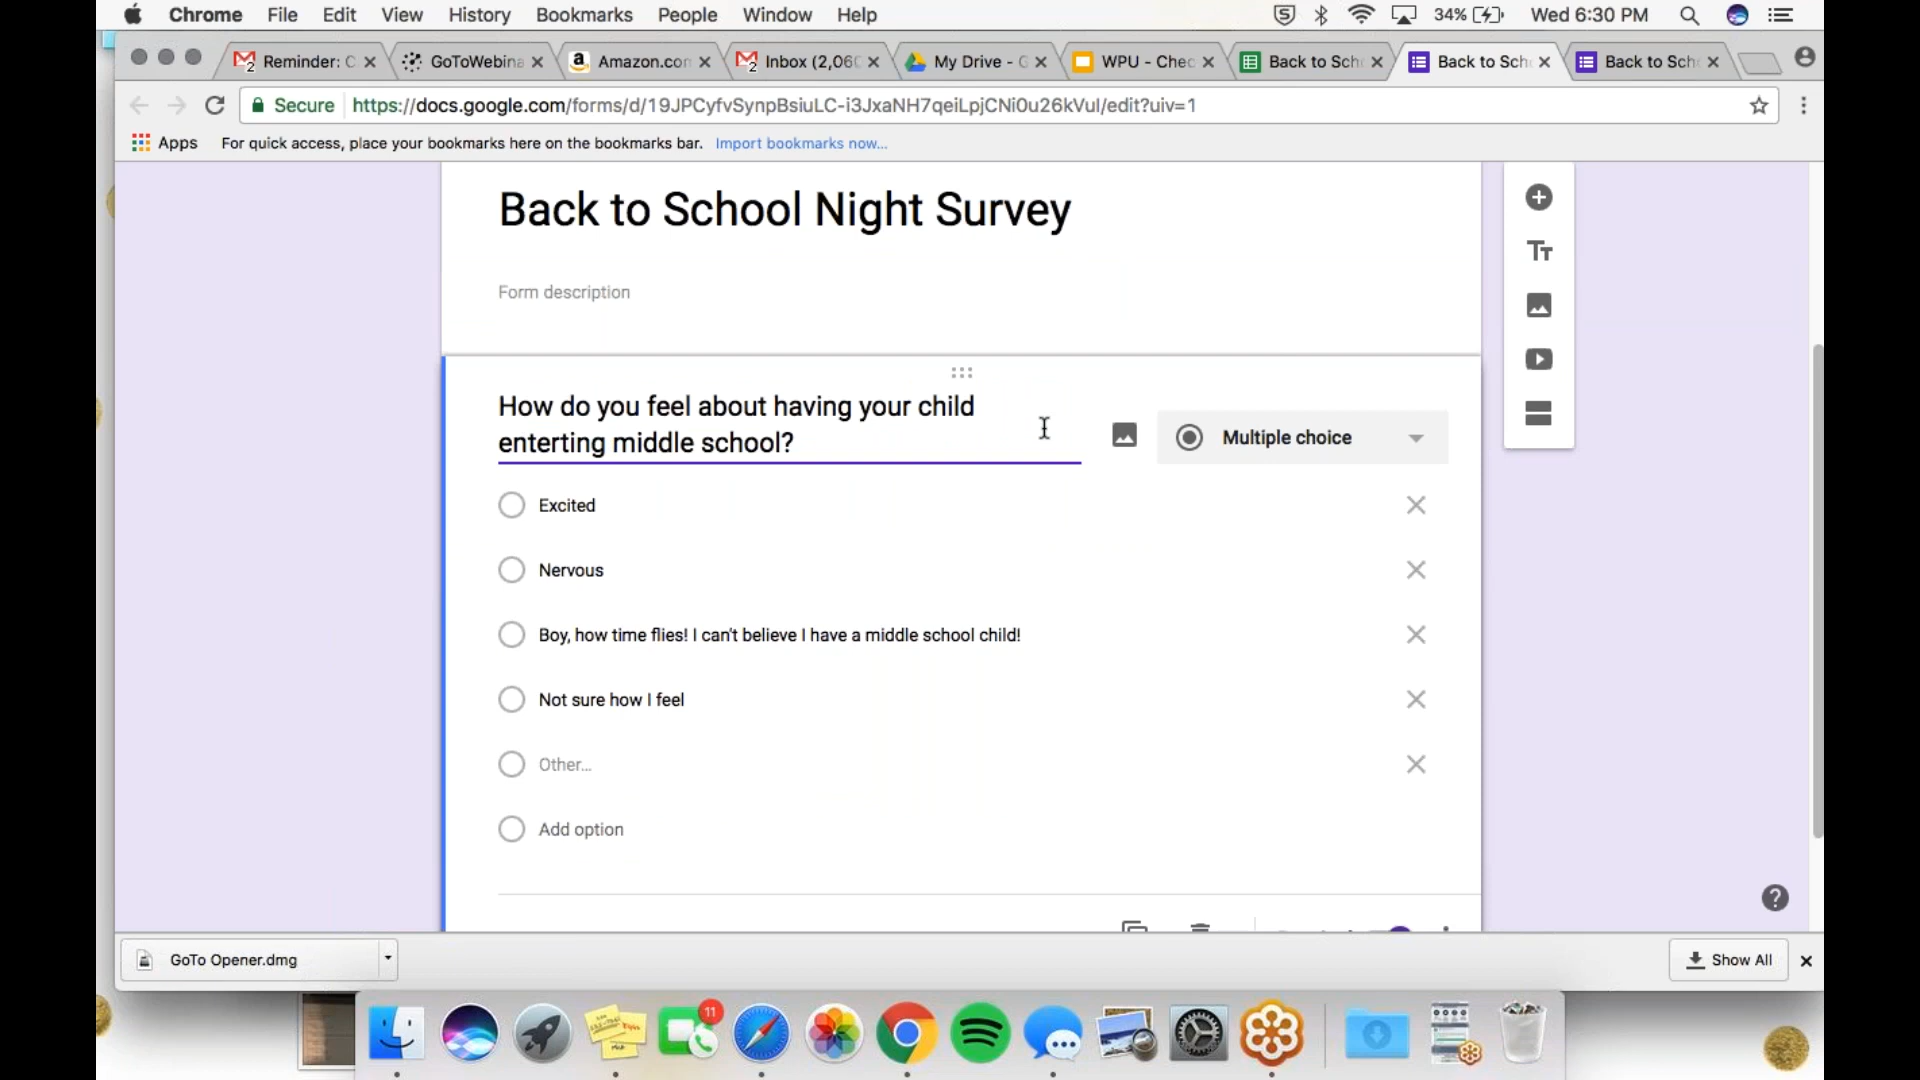 Chrome File Edit View History Bookmarks People Window Help 34% Wed 6:30 PM
Reminder: C GoToWebina Amazon.con Inbox (2,060 My Drive - G WPU - Chec Back to Sch Back to Sch Back to Sch
Secure https://docs.google.com/forms/d/19JPCyfvSynpBsiuLC-i3JxaNH7qeiLpjCNi0u26kVuI/edit?uiv=1
Apps For quick access, place your bookmarks here on the bookmarks bar. Import bookmarks now...
Back to School Night Survey
Form description
How do you feel about having your child
enterting middle school?
Multiple choice
Excited
Nervous
Boy, how time flies! I can't believe I have a middle school child!
Not sure how I feel
Other...
Add option
GoTo Opener.dmg
Show All
11